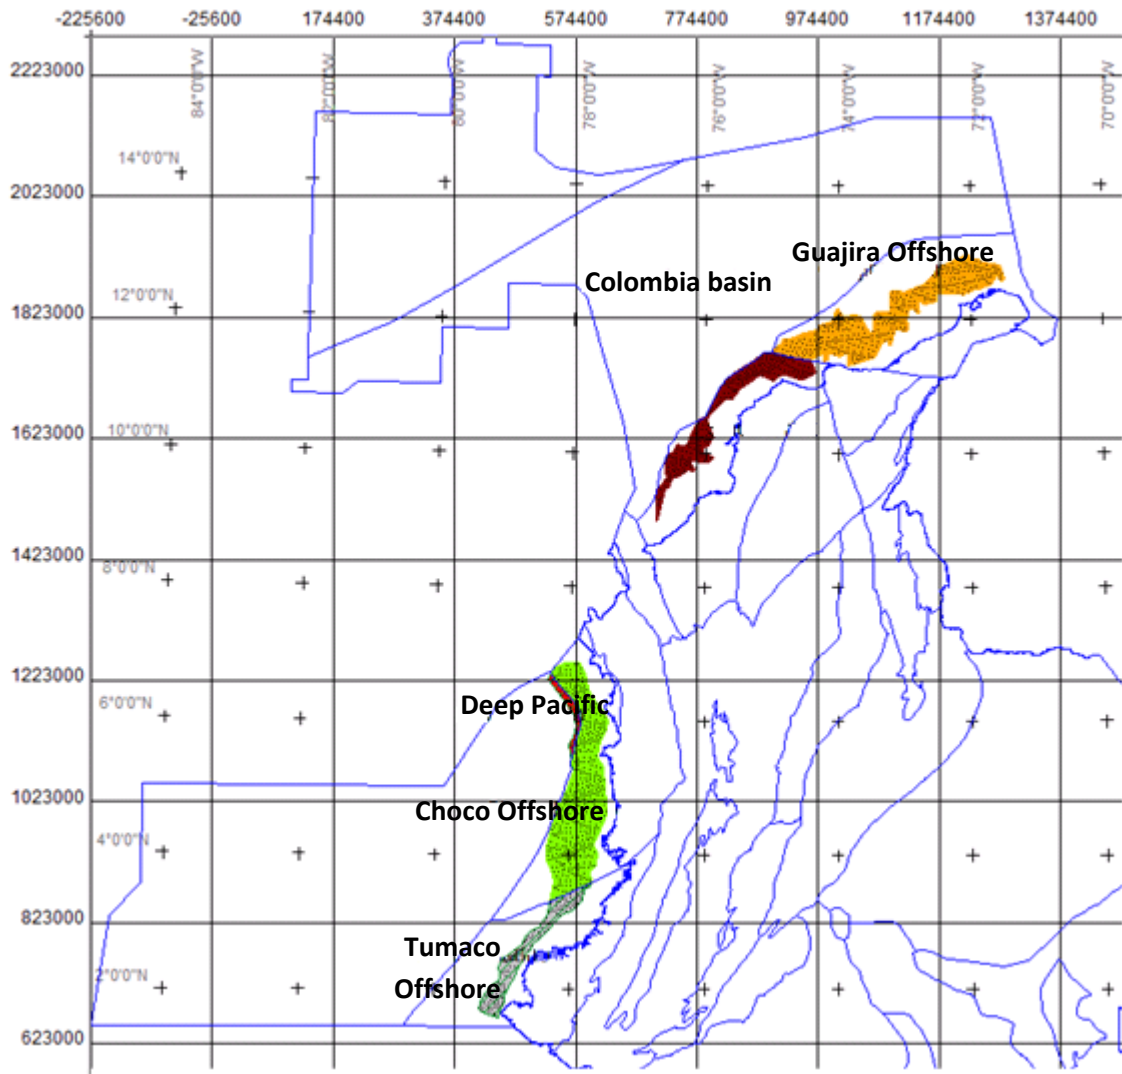 -225600 -25600 174400 374400 574400 774400 974400 1174400 1374400
2223000
84°0'0"W 82°0'0"W 80°0'0"W 78°0'0"W 76°0'0"W 74°0'0"W 72°0'0"W 70°0'0"W
14°0'0"N
2023000
Guajira Offshore
Colombia basin
12°0'0"N
1823000
10°0'0"N
1623000
1423000
8°0'0"N
1223000
6°0'0"N
Deep Pacific
1023000
Choco Offshore
4°0'0"N
823000
Tumaco
Offshore
2°0'0"N
623000